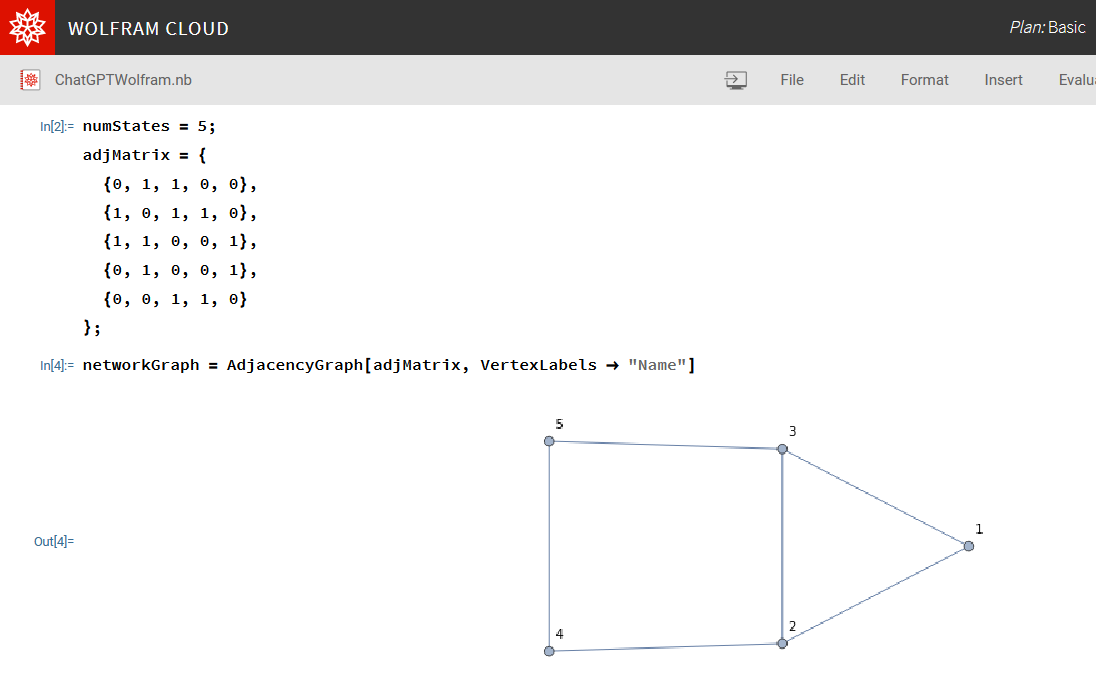 WOLFRAM CLOUD
Plan: Basic
ChatGPTWolfram.nb
File
Edit
Format
Insert
Evalua
In[2]:= numStates = 5;
adjMatrix = {
{0, 1, 1, 0, 0},
{1, 0, 1, 1, 0},
{1, 1, 0, 0, 1},
{0, 1, 0, 0, 1},
{0, 0, 1, 1, 0}
};
In[4]:= networkGraph = AdjacencyGraph[adjMatrix, VertexLabels → "Name"]
5
3
1
Out[4]=
2
4